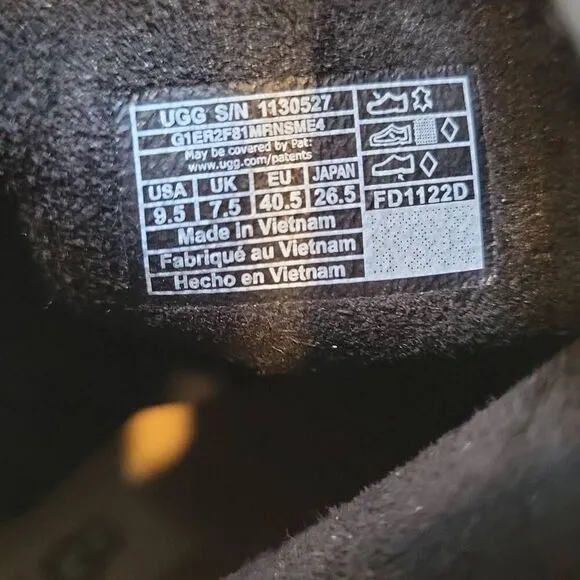 UGG S/N 1130527
G1ER2F81MRNSME4
May be covered by Pat:
www.ugg.com/patents
USA UK EU JAPAN
9.5 7.5 40.5 26.5
Made in Vietnam
Fabriqué au Vietnam
Hecho en Vietnam
FD1122D